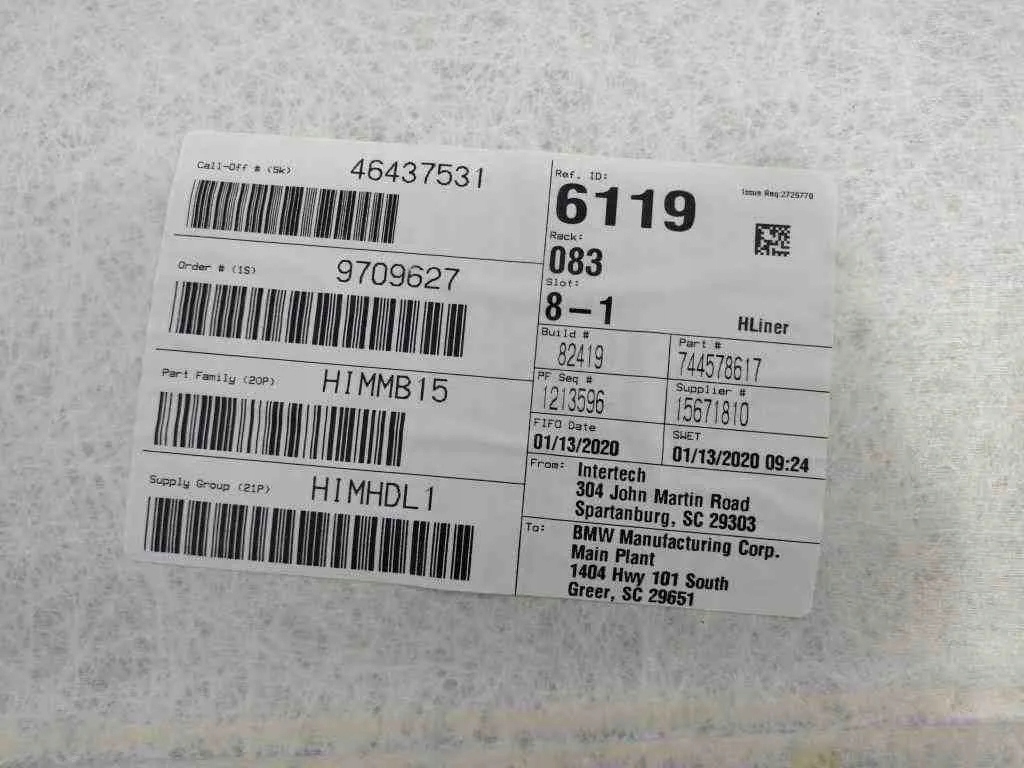 Call-Off # (5k) 46437531
Order # (1S) 9709627
Part Family (20P) HIMMB15
Supply Group (21P) HIMHDL1
Ref. ID: Issue Req:2725770
6119
Rack:
083
Slot:
8-1 HLiner
Build # Part #
82419 744578617
PF Seq # Supplier #
1213596 15671810
FIFO Date SWET
01/13/2020 01/13/2020 09:24
From: Intertech
304 John Martin Road
Spartanburg, SC 29303
To: BMW Manufacturing Corp.
Main Plant
1404 Hwy 101 South
Greer, SC 29651